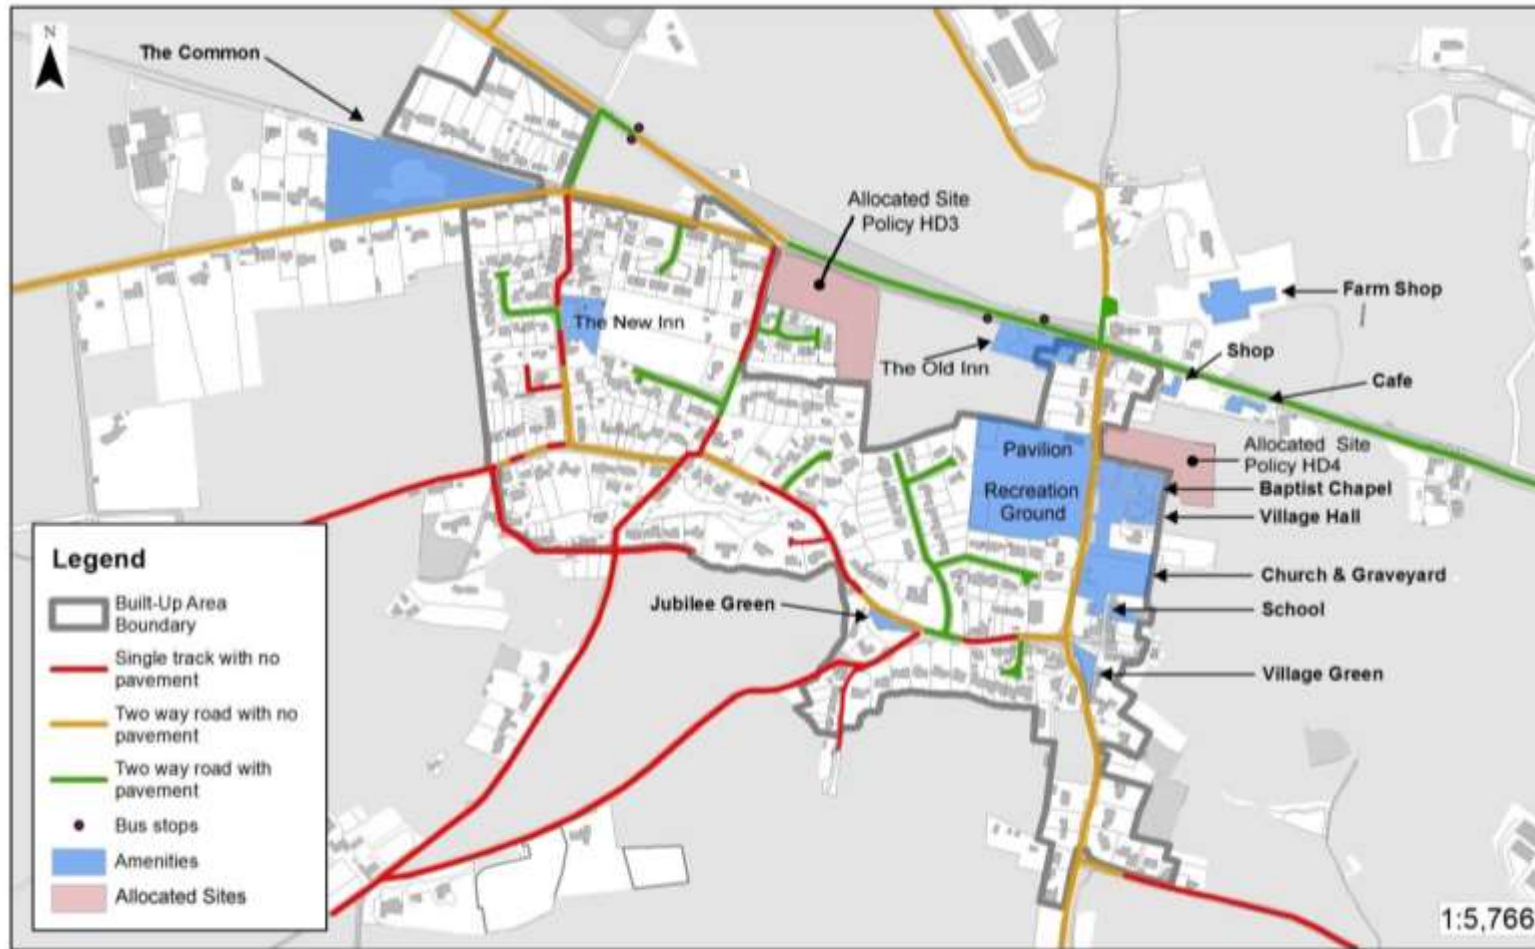 N
The Common
Allocated Site
Policy HD3
Farm Shop
The New Inn
Shop
The Old Inn
Cafe
Pavilion
Allocated Site
Policy HD4
Recreation
Ground
Baptist Chapel
Village Hall
Church & Graveyard
Jubilee Green
School
Village Green
Legend
Built-Up Area
Boundary
Single track with no
pavement
Two way road with no
pavement
Two way road with
pavement
Bus stops
Amenities
Allocated Sites
1:5,766